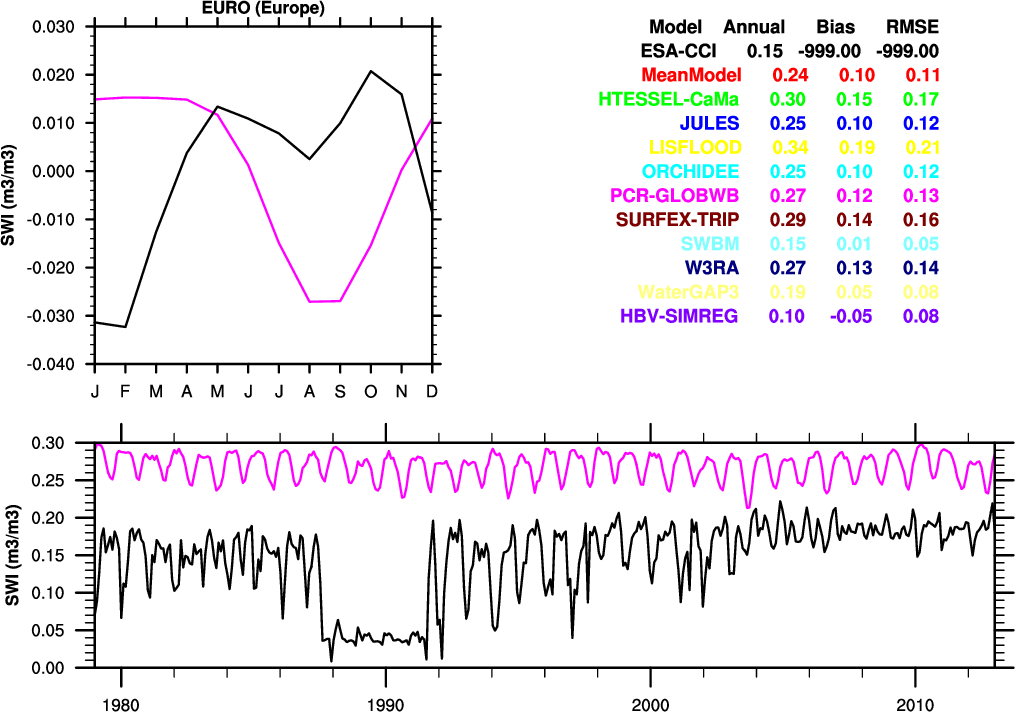 EURO (Europe)
0.030
0.020
0.010
0.000
-0.010
-0.020
-0.030
-0.040
SWI (m3/m3)
J F M A M J J A S O N D
Model Annual Bias RMSE
ESA-CCI 0.15 -999.00 -999.00
MeanModel 0.24 0.10 0.11
HTESSEL-CaMa 0.30 0.15 0.17
JULES 0.25 0.10 0.12
LISFLOOD 0.34 0.19 0.21
ORCHIDEE 0.25 0.10 0.12
PCR-GLOBWB 0.27 0.12 0.13
SURFEX-TRIP 0.29 0.14 0.16
SWBM 0.15 0.01 0.05
W3RA 0.27 0.13 0.14
WaterGAP3 0.19 0.05 0.08
HBV-SIMREG 0.10 -0.05 0.08
0.30
0.25
0.20
0.15
0.10
0.05
0.00
SWI (m3/m3)
1980 1990 2000 2010